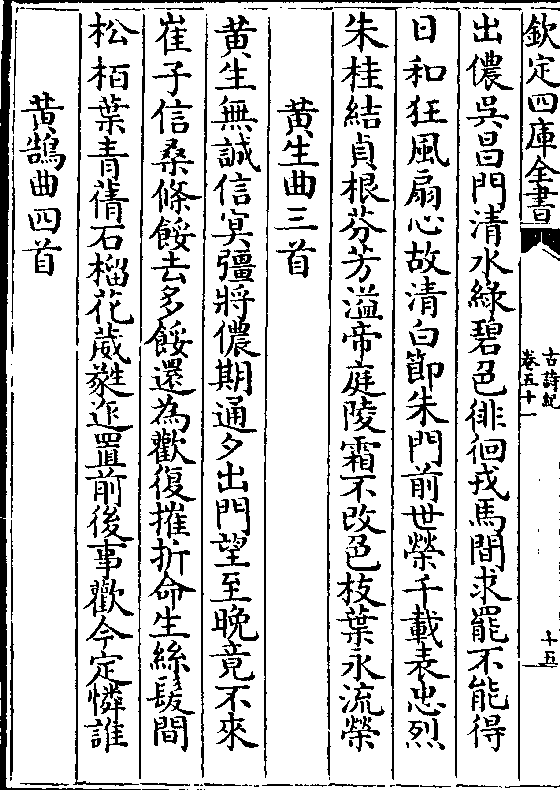 欽定四庫全書
古詩紀
卷五十一
十五
出儂吳昌門清水綠碧色徘徊戎馬間求罷不能得
日和狂風扇心故清白節朱門前世榮千載表忠烈
朱桂結貞根芬芳溢帝庭陵霜不改色枝葉永流榮
黄生曲三首
黄生無誠信冥彊將儂期通夕出門望至曉竟不來
崔子信桑條餒去多餒還為歡復摧折命生絲髮間
松栢葉青蒨石榴花葳蕤迮置前後事歡今定憐誰
黃鵠曲四首